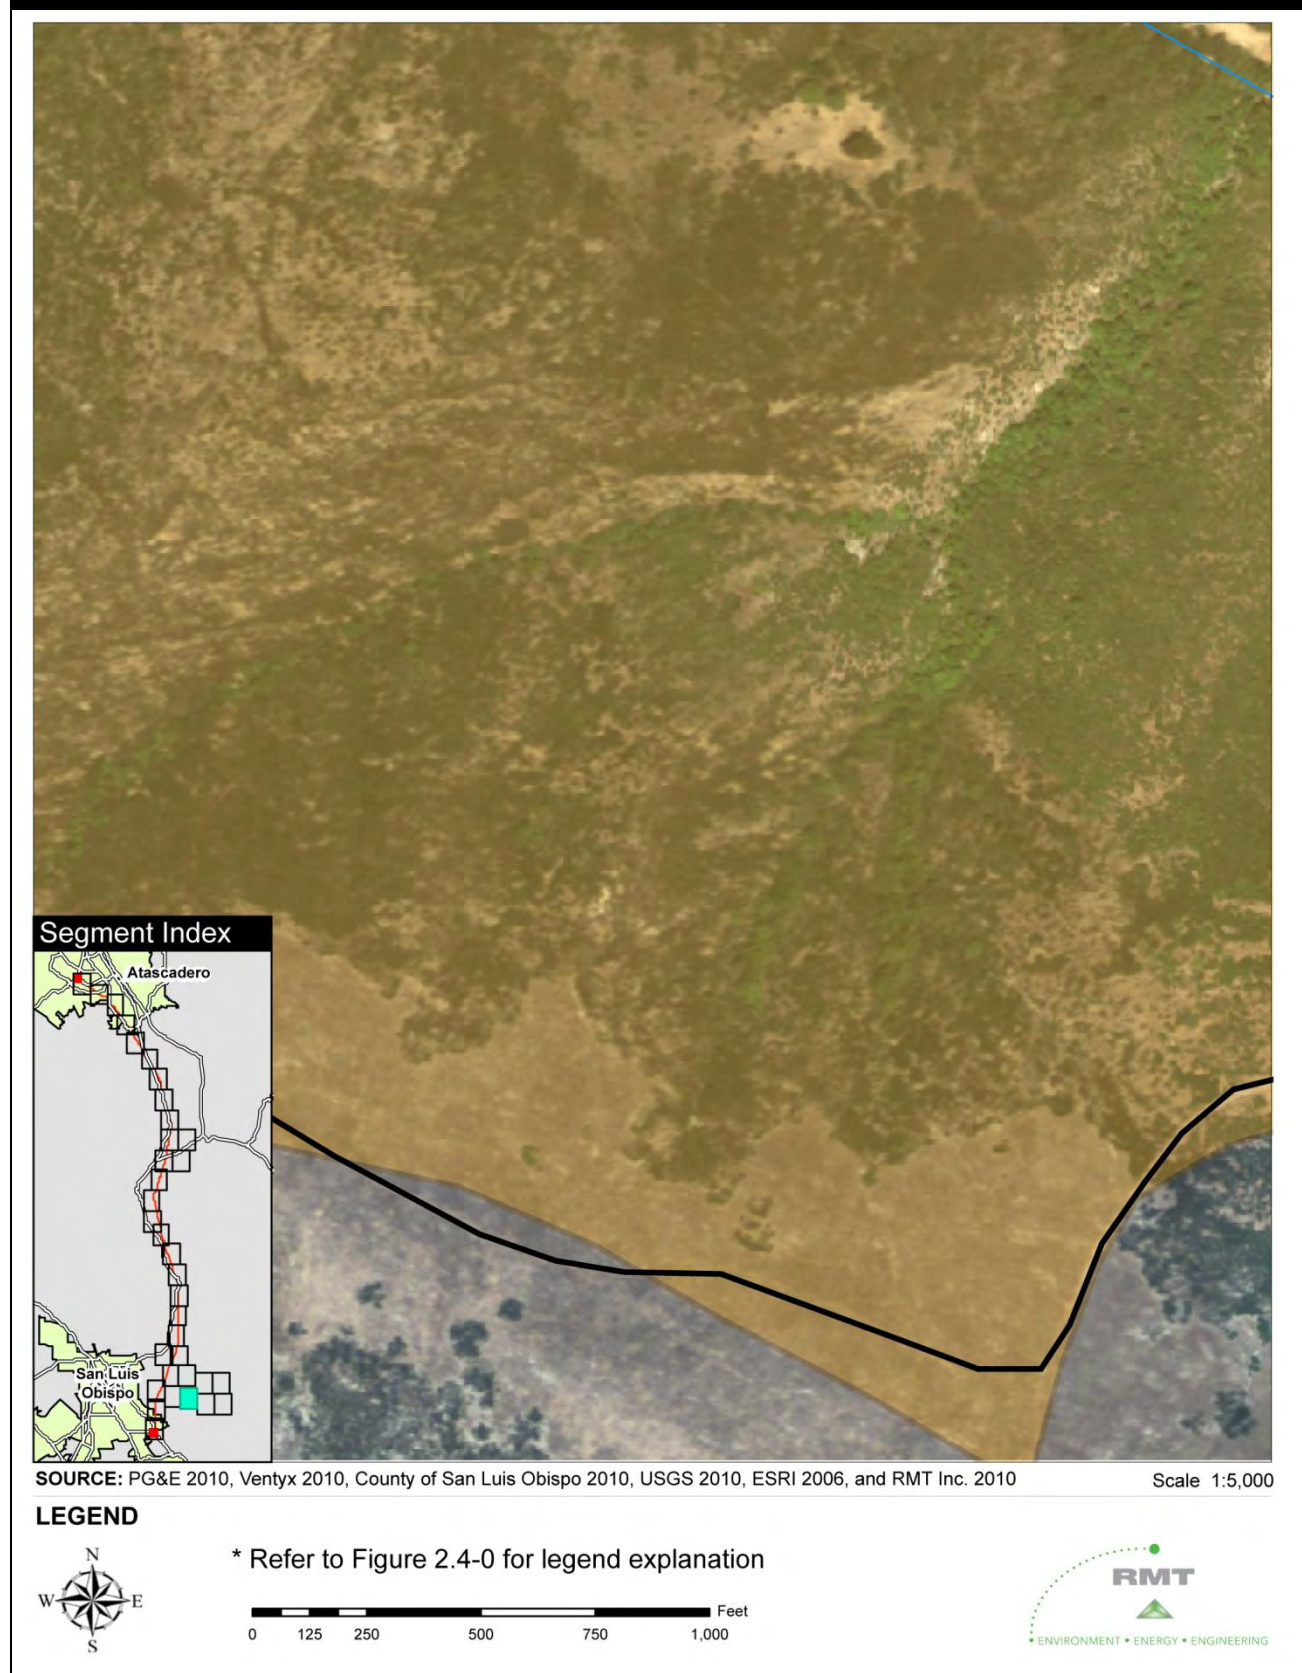 Segment Index
Atascadero
San Luis
Obispo
SOURCE: PG&E 2010, Ventyx 2010, County of San Luis Obispo 2010, USGS 2010, ESRI 2006, and RMT Inc. 2010
Scale 1:5,000
LEGEND
* Refer to Figure 2.4-0 for legend explanation
N
W
E
S
Feet
0 125 250 500 750 1,000
RMT
• ENVIRONMENT • ENERGY • ENGINEERING